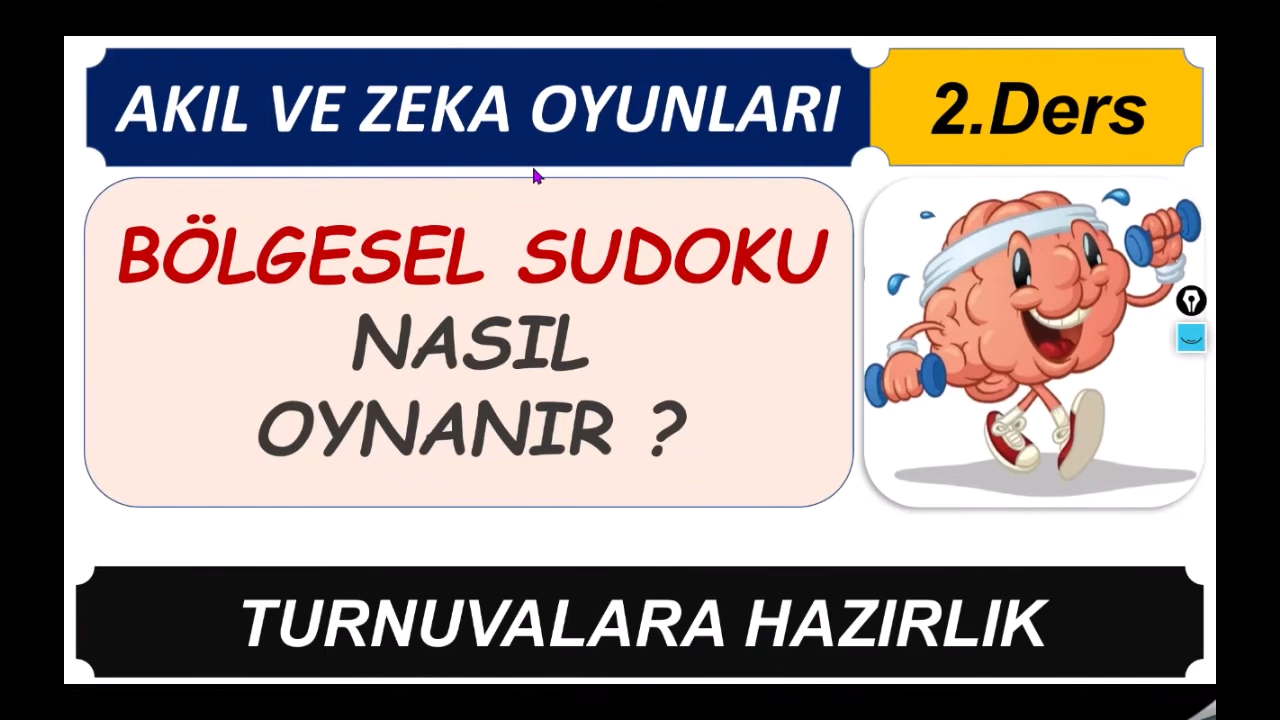 AKIL VE ZEKA OYUNLARI
2.Ders
BÖLGESEL SUDOKU
NASIL
OYNANIR ?
TURNUVALARA HAZIRLIK